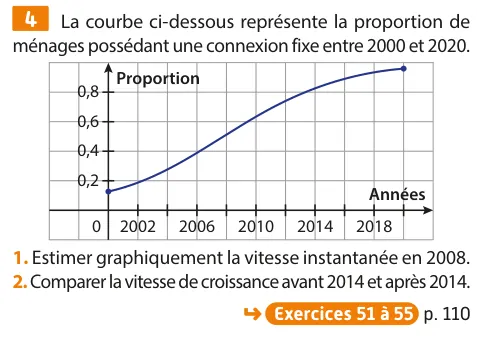 4 La courbe ci-dessous représente la proportion de
ménages possédant une connexion fixe entre 2000 et 2020.
Proportion
0,8
0,6
0,4
0,2
Années
0 2002 2006 2010 2014 2018
1. Estimer graphiquement la vitesse instantanée en 2008.
2. Comparer la vitesse de croissance avant 2014 et après 2014.
↪ Exercices 51 à 55 p. 110